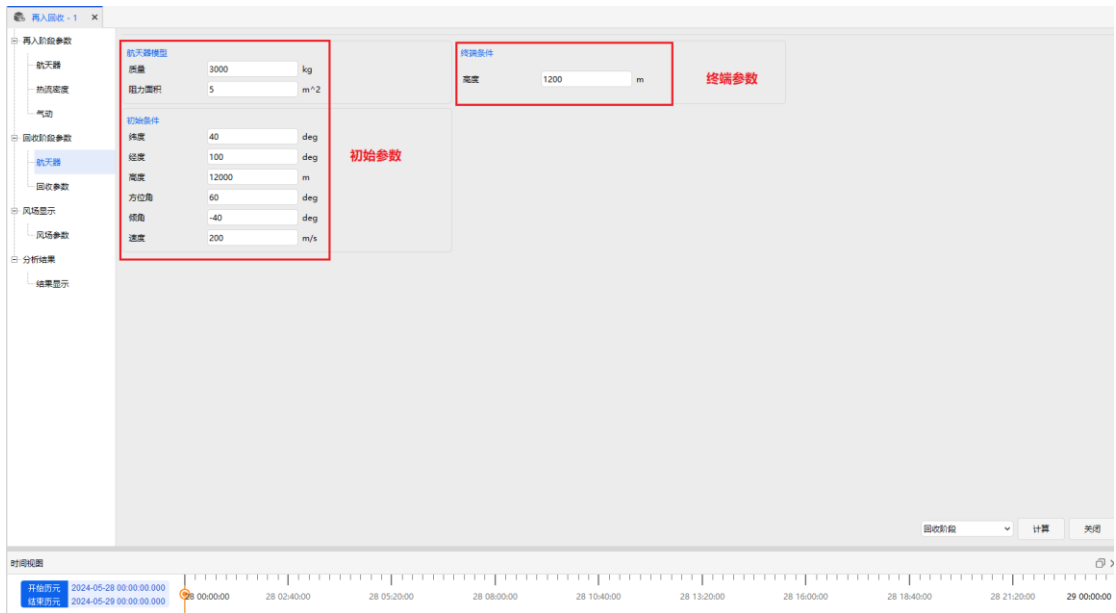 再入回收 - 1 ×
再入阶段参数
航天器
热流密度
气动
回收阶段参数
航天器
回收参数
风场显示
风场参数
分析结果
结果显示
航天器模型
质量 3000 kg
阻力面积 5 m^2
初始条件
纬度 40 deg
经度 100 deg
高度 12000 m
方位角 60 deg
倾角 -40 deg
速度 200 m/s
初始参数
终端条件
高度 1200 m
终端参数
回收阶段 计算 关闭
时间视图
开始历元 2024-05-28 00:00:00.000
结束历元 2024-05-29 00:00:00.000
28 00:00:00 28 02:40:00 28 05:20:00 28 08:00:00 28 10:40:00 28 13:20:00 28 16:00:00 28 18:40:00 28 21:20:00 29 00:00:00